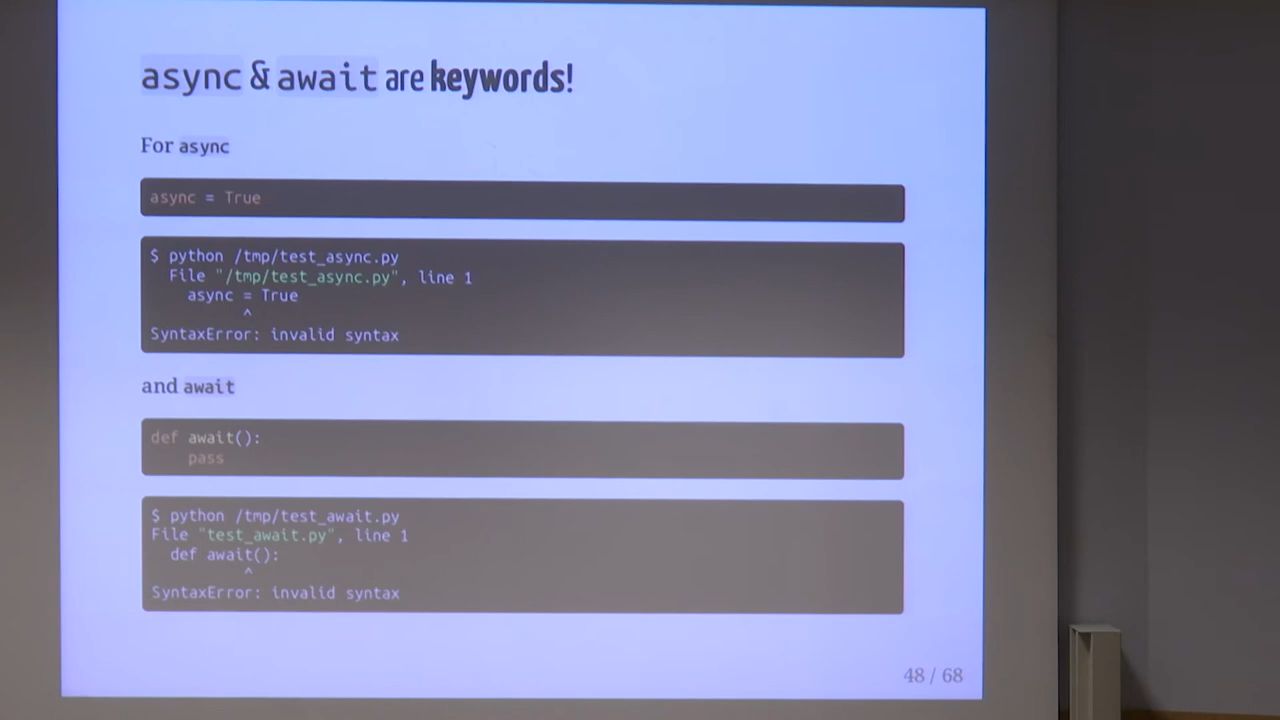 async & await are keywords!
For async
async = True
$ python /tmp/test_async.py
  File "/tmp/test_async.py", line 1
    async = True
          ^
SyntaxError: invalid syntax
and await
def await():
    pass
$ python /tmp/test_await.py
File "test_await.py", line 1
  def await():
          ^
SyntaxError: invalid syntax
48 / 68